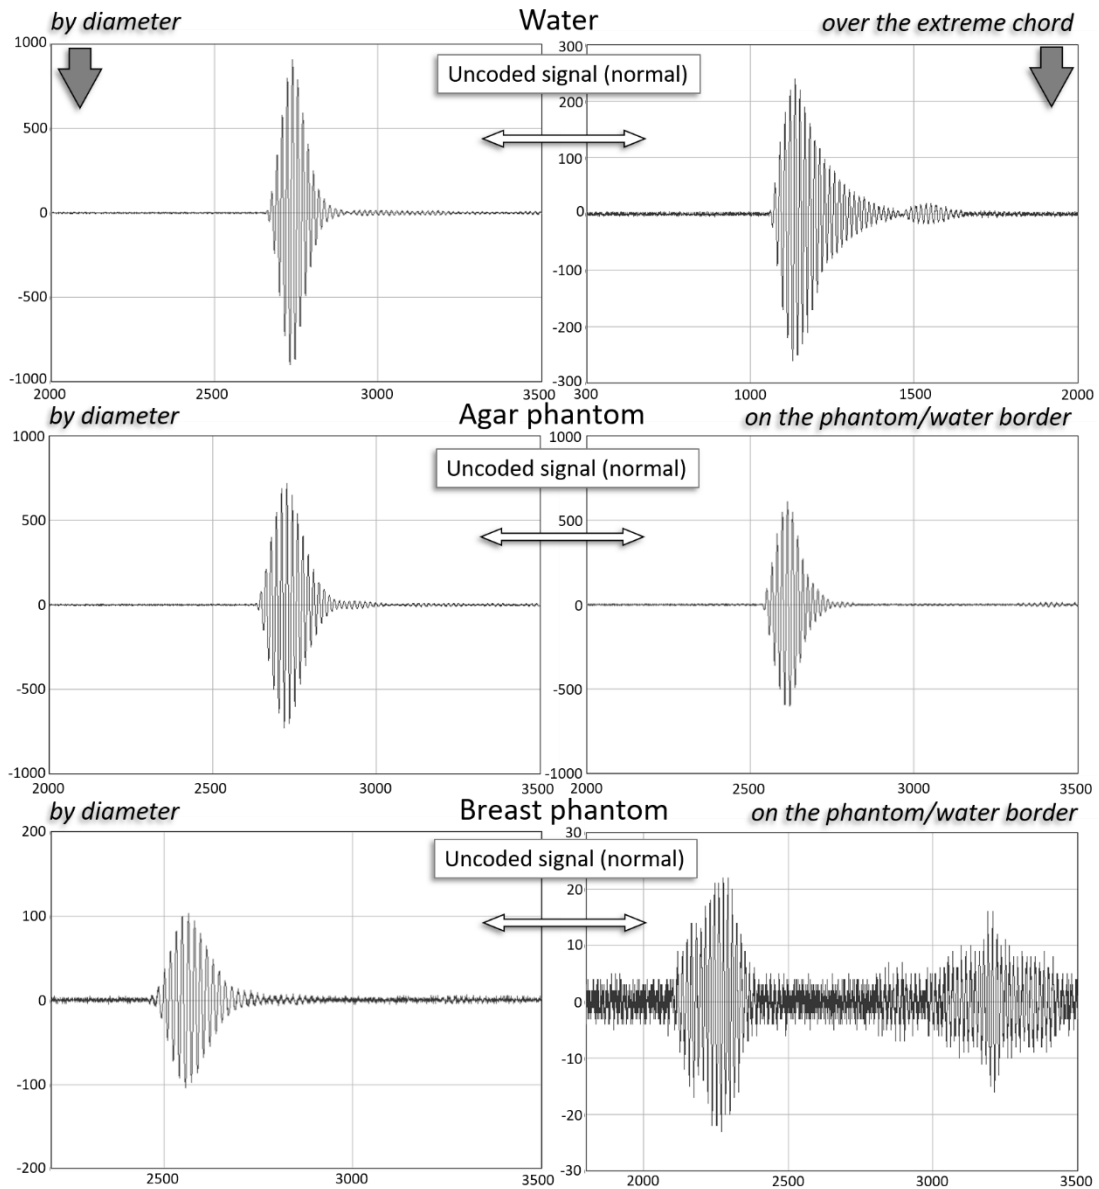 by diameter Water over the extreme chord
Uncoded signal (normal)
1000
500
0
-500
-1000
2000 2500 3000 3500
300
200
100
0
-100
-200
-300
300 1000 1500 2000
by diameter Agar phantom on the phantom/water border
Uncoded signal (normal)
1000
500
0
-500
-1000
2000 2500 3000 3500
1000
500
0
-500
-1000
2000 2500 3000 3500
by diameter Breast phantom on the phantom/water border
Uncoded signal (normal)
200
100
0
-100
-200
2500 3000 3500
30
20
10
0
-10
-20
-30
2000 2500 3000 3500